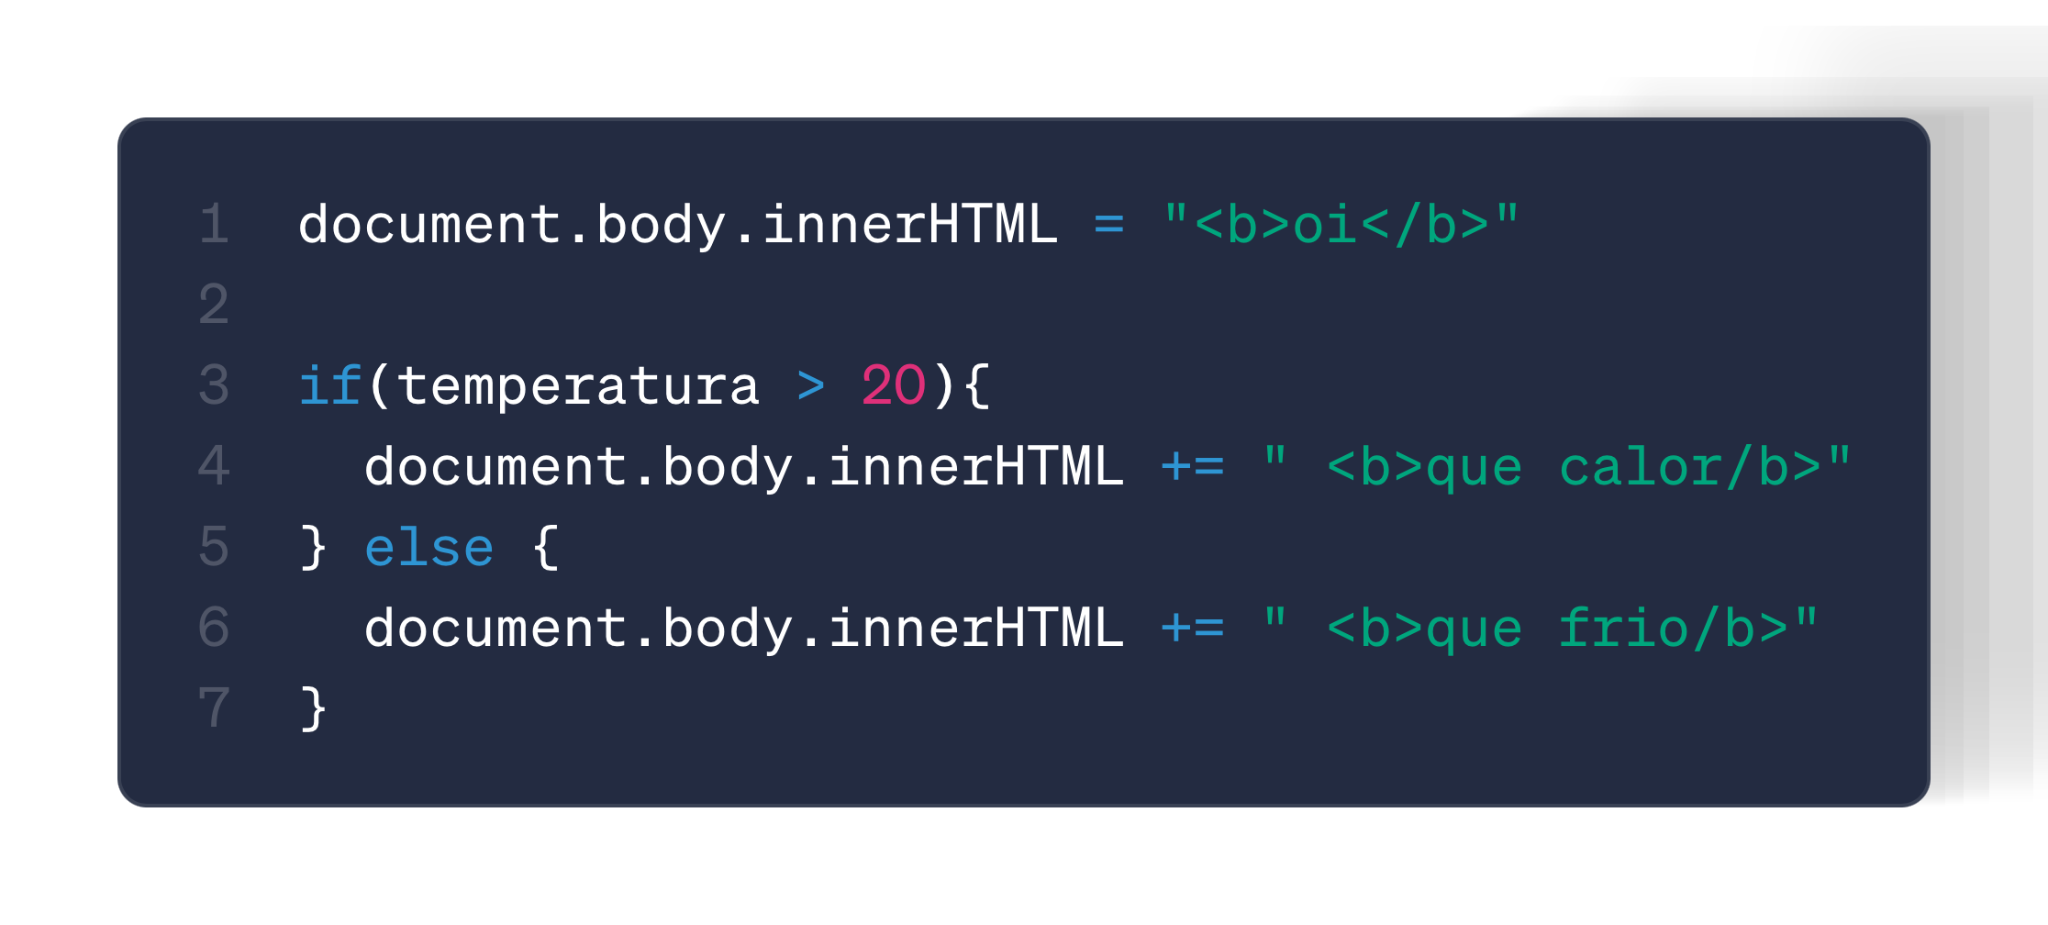 1 document.body.innerHTML = "<b>oi</b>"
2
3 if(temperatura > 20){
4   document.body.innerHTML += " <b>que calor/b>"
5 } else {
6   document.body.innerHTML += " <b>que frio/b>"
7 }